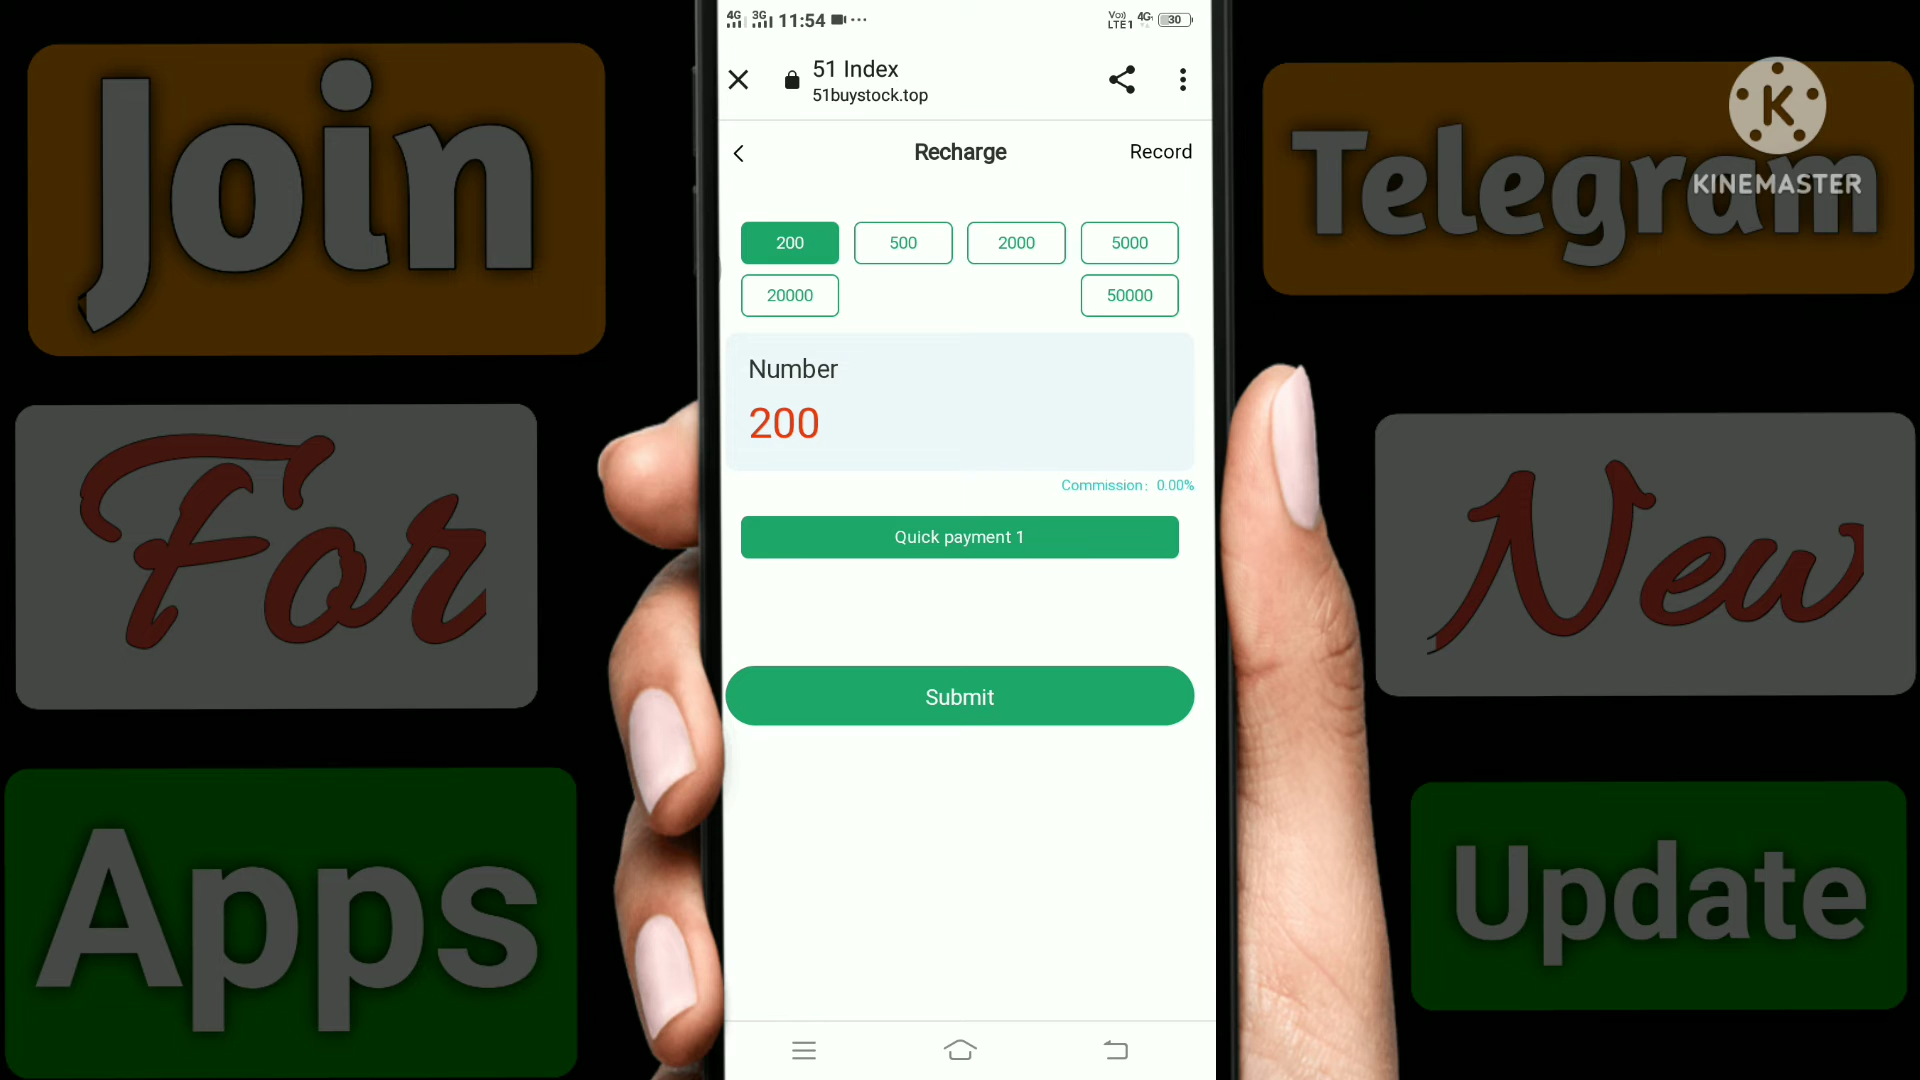 Join
For
Apps
4G 3G 11:54
Vo)) LTE1 4G 30
51 Index
51buystock.top
Recharge
Record
200
500
2000
5000
20000
50000
Number
200
Commission: 0.00%
Quick payment 1
Submit
Telegram
KINEMASTER
New
Update